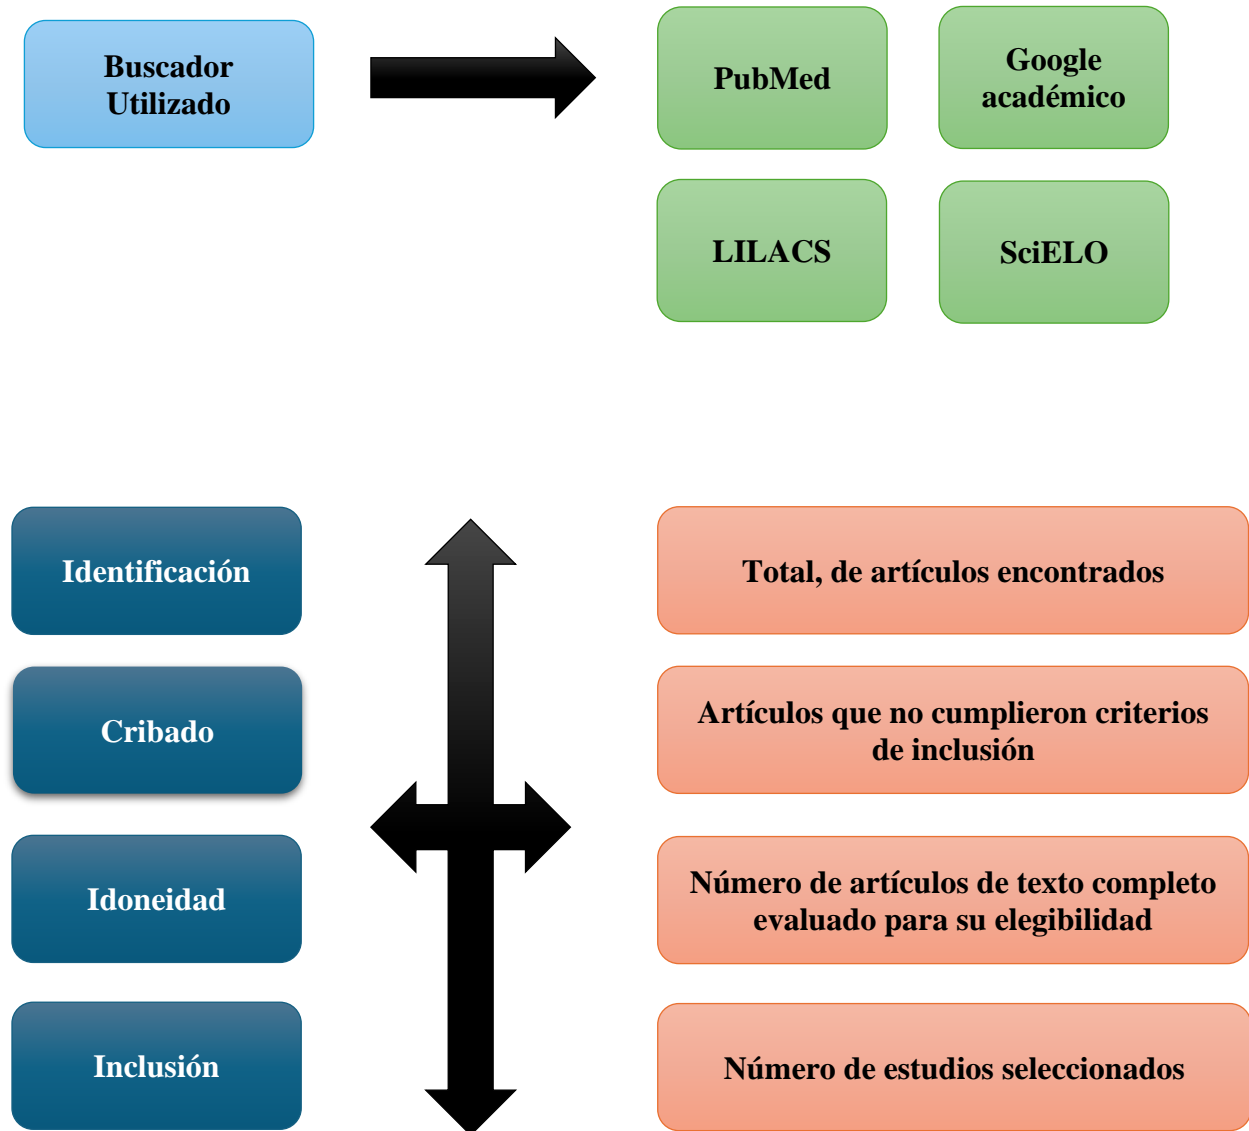 Buscador
Utilizado
PubMed
Google
académico
LILACS
SciELO
Identificación
Total, de artículos encontrados
Cribado
Artículos que no cumplieron criterios
de inclusión
Idoneidad
Número de artículos de texto completo
evaluado para su elegibilidad
Inclusión
Número de estudios seleccionados